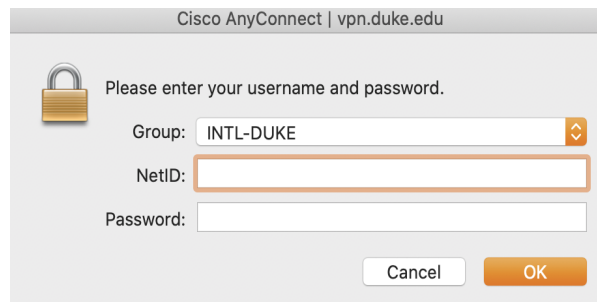 Cisco AnyConnect | vpn.duke.edu
Please enter your username and password.
Group: INTL-DUKE
NetID:
Password:
Cancel OK